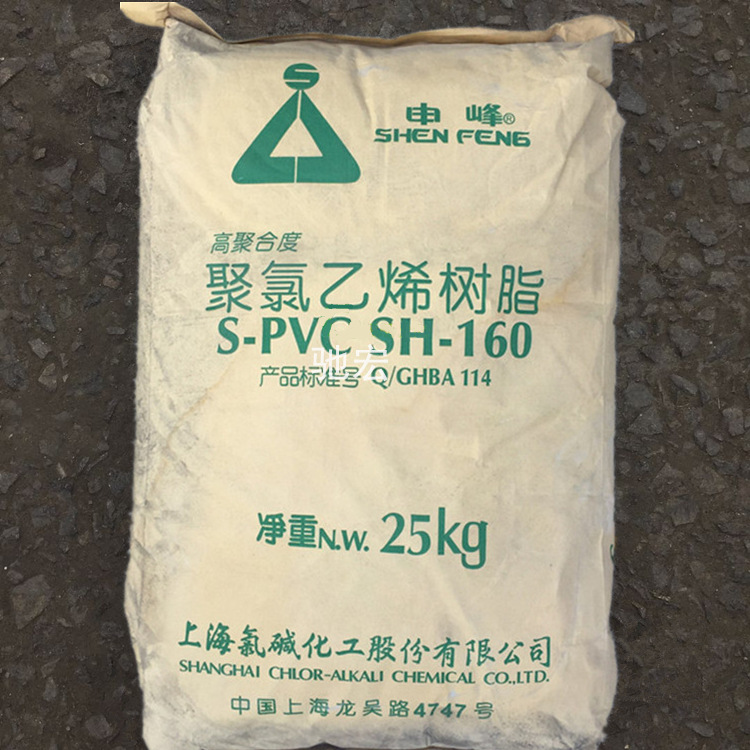 S
申峰®
SHEN FENG
高聚合度
聚氯乙烯树脂
S-PVC SH-160
驰宏
产品标准号 Q/GHBA 114
净重N.W. 25kg
上海氯碱化工股份有限公司
SHANGHAI CHLOR-ALKALI CHEMICAL CO.,LTD.
中国上海龙吴路4747号